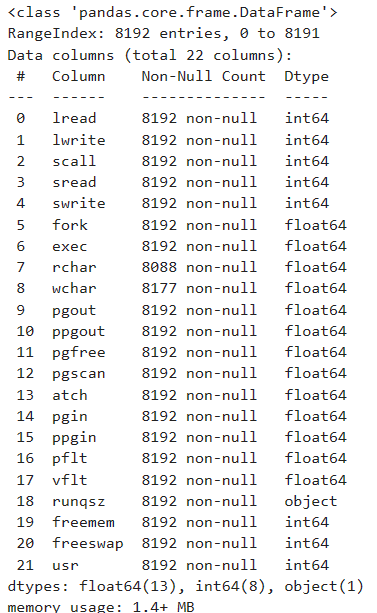 <class 'pandas.core.frame.DataFrame'>
RangeIndex: 8192 entries, 0 to 8191
Data columns (total 22 columns):
 #   Column    Non-Null Count  Dtype
---  ------    --------------  -----
 0   lread     8192 non-null   int64
 1   lwrite    8192 non-null   int64
 2   scall     8192 non-null   int64
 3   sread     8192 non-null   int64
 4   swrite    8192 non-null   int64
 5   fork      8192 non-null   float64
 6   exec      8192 non-null   float64
 7   rchar     8088 non-null   float64
 8   wchar     8177 non-null   float64
 9   pgout     8192 non-null   float64
 10  ppgout    8192 non-null   float64
 11  pgfree    8192 non-null   float64
 12  pgscan    8192 non-null   float64
 13  atch      8192 non-null   float64
 14  pgin      8192 non-null   float64
 15  ppgin     8192 non-null   float64
 16  pflt      8192 non-null   float64
 17  vflt      8192 non-null   float64
 18  runqsz    8192 non-null   object
 19  freemem   8192 non-null   int64
 20  freeswap  8192 non-null   int64
 21  usr       8192 non-null   int64
dtypes: float64(13), int64(8), object(1)
memory usage: 1.4+ MB